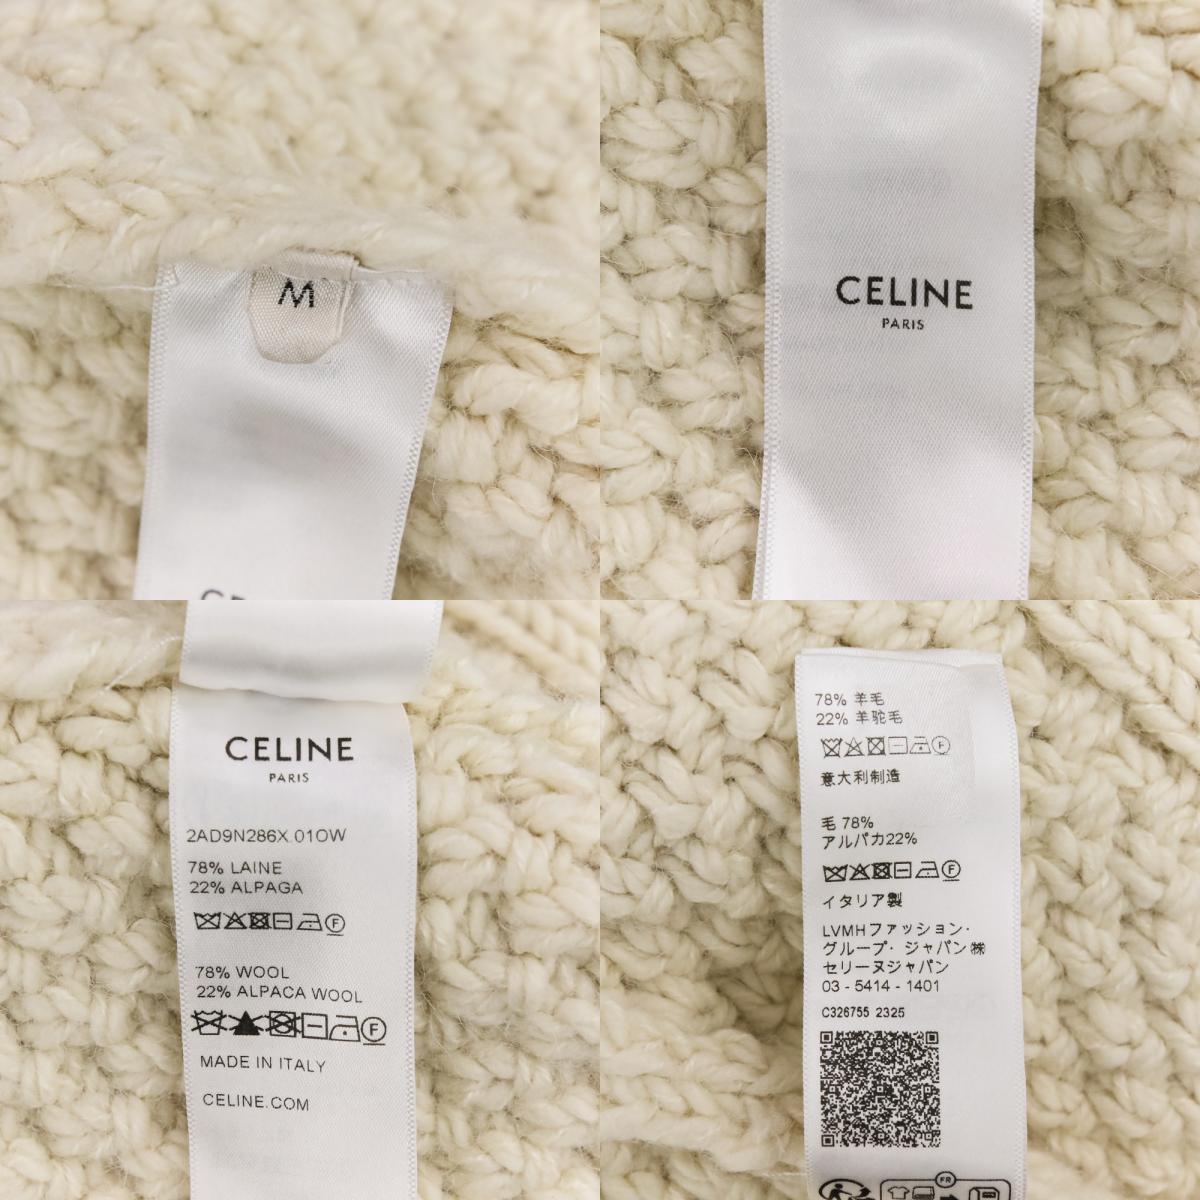 M
CELINE
PARIS
CELINE
PARIS
2AD9N286X.01OW
78% LAINE
22% ALPAGA
F
78% WOOL
22% ALPACA WOOL
F
MADE IN ITALY
CELINE.COM
78% 羊毛
22% 羊驼毛
F
意大利制造
毛 78%
アルパカ22%
F
イタリア製
LVMHファッション・
グループ・ジャパン㈱
セリーヌジャパン
03 - 5414 - 1401
C326755 2325
FR